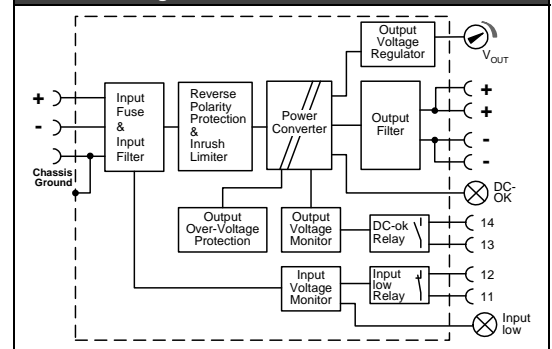 Output
Voltage
Regulator
VOUT
+
-
Chassis
Ground
Input
Fuse
&
Input
Filter
Reverse
Polarity
Protection
&
Inrush
Limiter
Power
Converter
Output
Filter
+
+
-
-
DC-
OK
Output
Over-Voltage
Protection
Output
Voltage
Monitor
DC-ok
Relay
14
13
Input
Voltage
Monitor
Input
low
Relay
12
11
Input
low